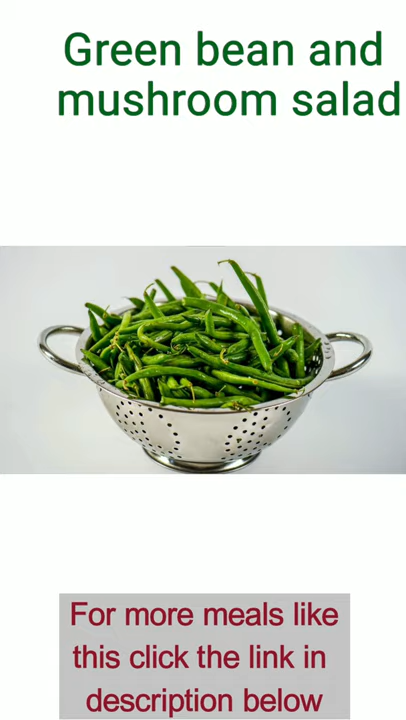 Green bean and
mushroom salad
For more meals like
this click the link in
description below